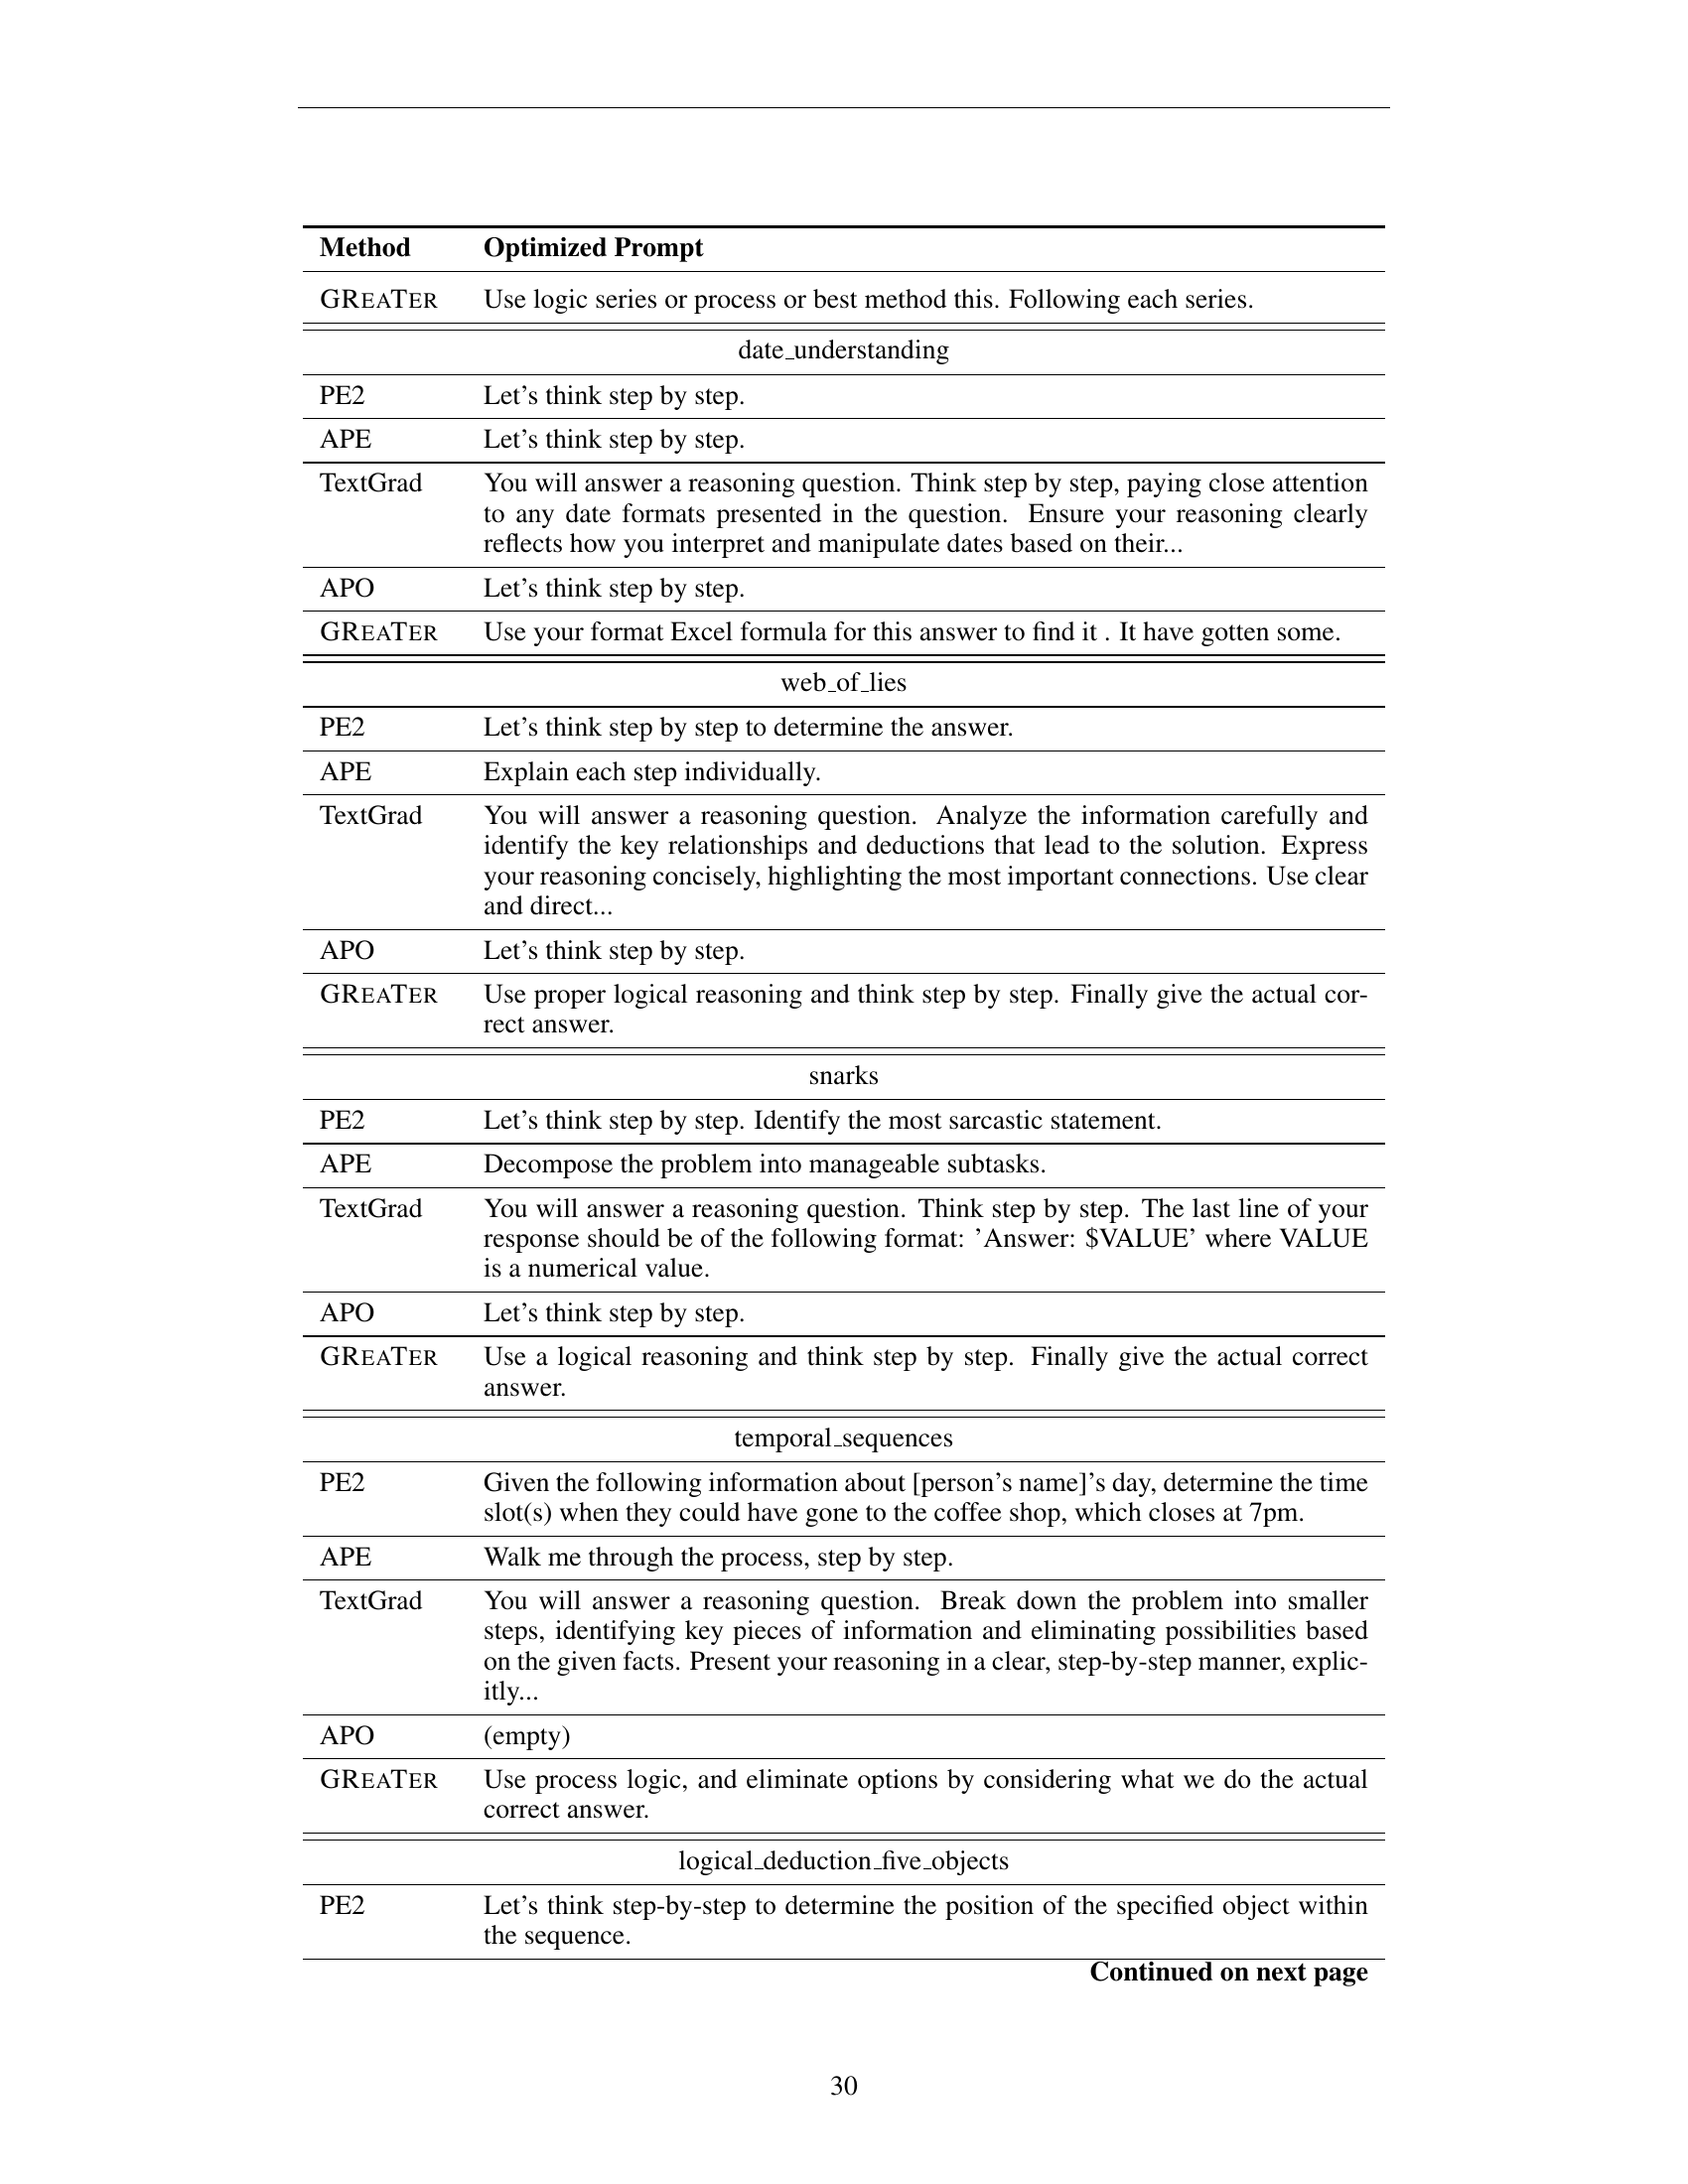 Method Optimized Prompt
GREATER Use logic series or process or best method this. Following each series.
date_understanding
PE2 Let's think step by step.
APE Let's think step by step.
TextGrad You will answer a reasoning question. Think step by step, paying close attention
to any date formats presented in the question. Ensure your reasoning clearly
reflects how you interpret and manipulate dates based on their...
APO Let's think step by step.
GREATER Use your format Excel formula for this answer to find it . It have gotten some.
web_of_lies
PE2 Let's think step by step to determine the answer.
APE Explain each step individually.
TextGrad You will answer a reasoning question. Analyze the information carefully and
identify the key relationships and deductions that lead to the solution. Express
your reasoning concisely, highlighting the most important connections. Use clear
and direct...
APO Let's think step by step.
GREATER Use proper logical reasoning and think step by step. Finally give the actual cor-
rect answer.
snarks
PE2 Let's think step by step. Identify the most sarcastic statement.
APE Decompose the problem into manageable subtasks.
TextGrad You will answer a reasoning question. Think step by step. The last line of your
response should be of the following format: 'Answer: $VALUE' where VALUE
is a numerical value.
APO Let's think step by step.
GREATER Use a logical reasoning and think step by step. Finally give the actual correct
answer.
temporal_sequences
PE2 Given the following information about [person's name]'s day, determine the time
slot(s) when they could have gone to the coffee shop, which closes at 7pm.
APE Walk me through the process, step by step.
TextGrad You will answer a reasoning question. Break down the problem into smaller
steps, identifying key pieces of information and eliminating possibilities based
on the given facts. Present your reasoning in a clear, step-by-step manner, explic-
itly...
APO (empty)
GREATER Use process logic, and eliminate options by considering what we do the actual
correct answer.
logical_deduction_five_objects
PE2 Let's think step-by-step to determine the position of the specified object within
the sequence.
Continued on next page
30